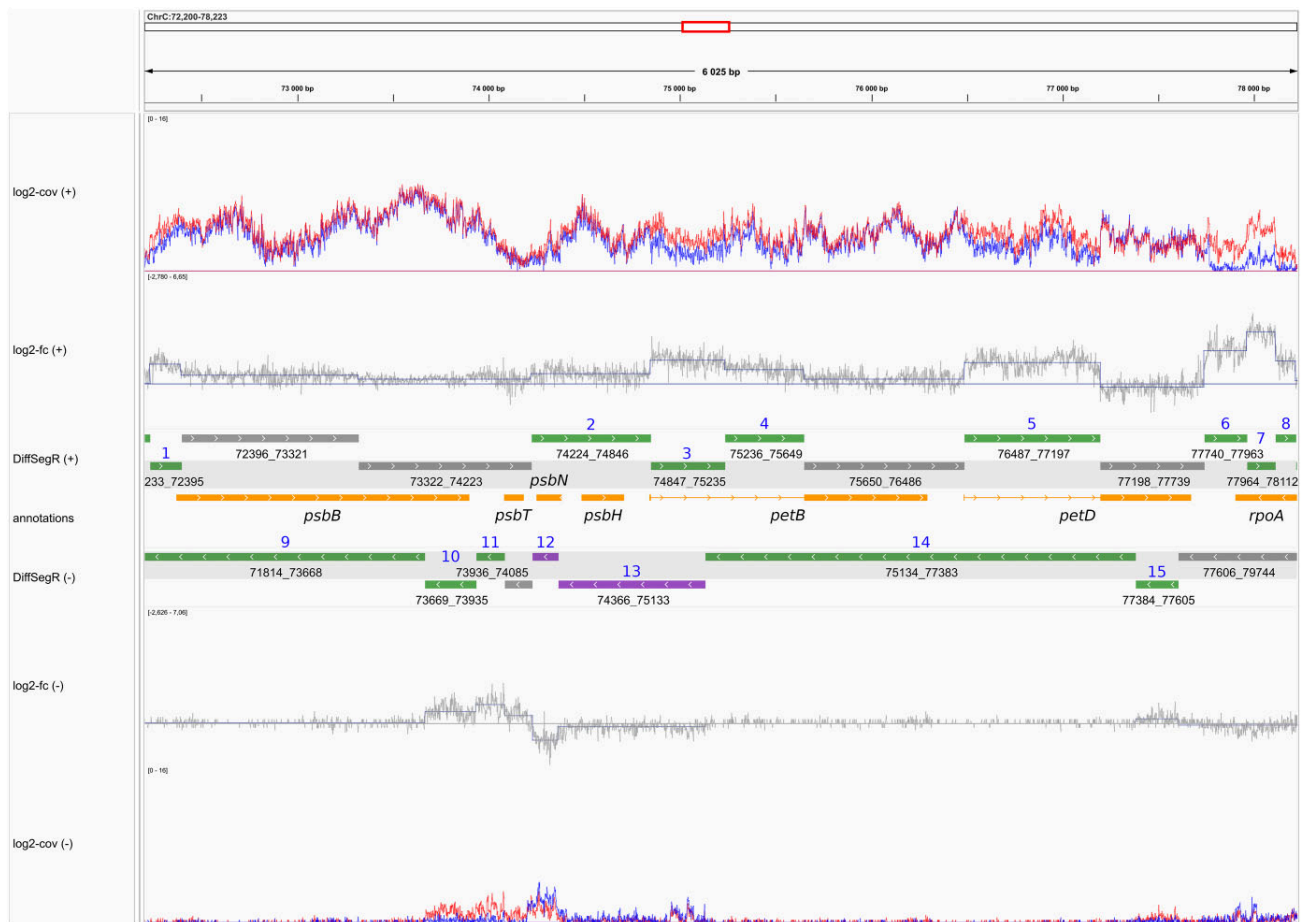 ChrC:72,200-78,223
6 025 bp
73 000 bp 74 000 bp 75 000 bp 76 000 bp 77 000 bp 78 000 bp
[0 - 16]
log2-cov (+)
[-2,780 - 6,65]
log2-fc (+)
2 4 5 6 8
DiffSegR (+)
72396_73321 74224_74846 75236_75649 76487_77197 77740_77963
1 3 7
233_72395 73322_74223 psbN 74847_75235 75650_76486 77198_77739 77964_78112
annotations
psbB psbT psbH petB petD rpoA
9 10 11 12 14
DiffSegR (-)
71814_73668 73936_74085 13 75134_77383 15 77606_79744
73669_73935 74366_75133 77384_77605
[-2,626 - 7,06]
log2-fc (-)
[0 - 16]
log2-cov (-)